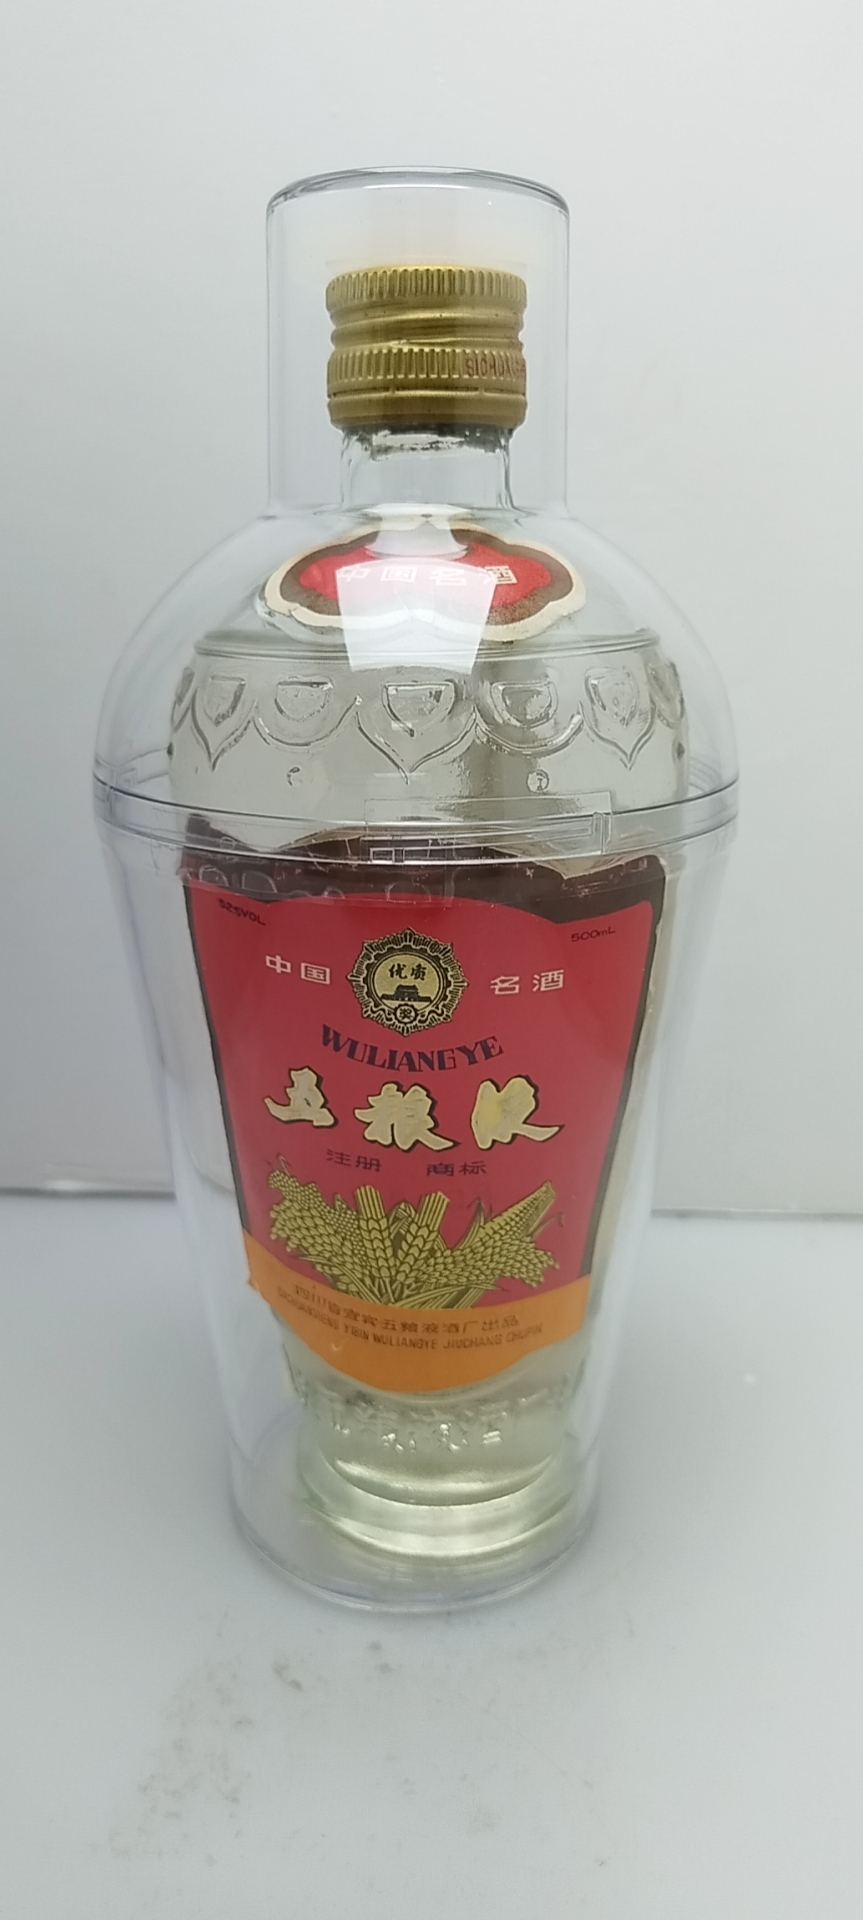 SICHUAN
中国名酒
52%VOL
500mL
中国
优质
奖
名酒
WULIANGYE
五粮液
注册 商标
四川省宜宾五粮液酒厂出品
SICHUANSHENG YIBIN WULIANGYE JIUCHANG CHUPIN